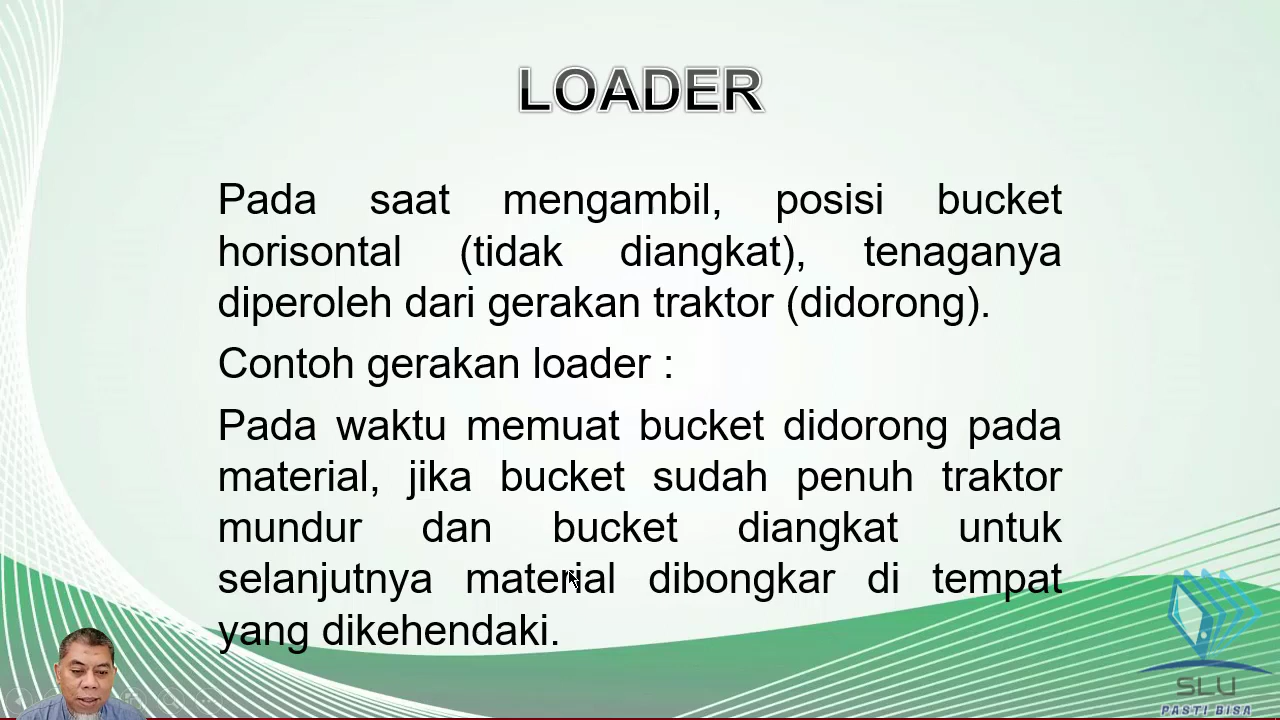 LOADER
Pada saat mengambil, posisi bucket
horisontal (tidak diangkat), tenaganya
diperoleh dari gerakan traktor (didorong).
Contoh gerakan loader :
Pada waktu memuat bucket didorong pada
material, jika bucket sudah penuh traktor
mundur dan bucket diangkat untuk
selanjutnya material dibongkar di tempat
yang dikehendaki.
SLU
PASTI BISA